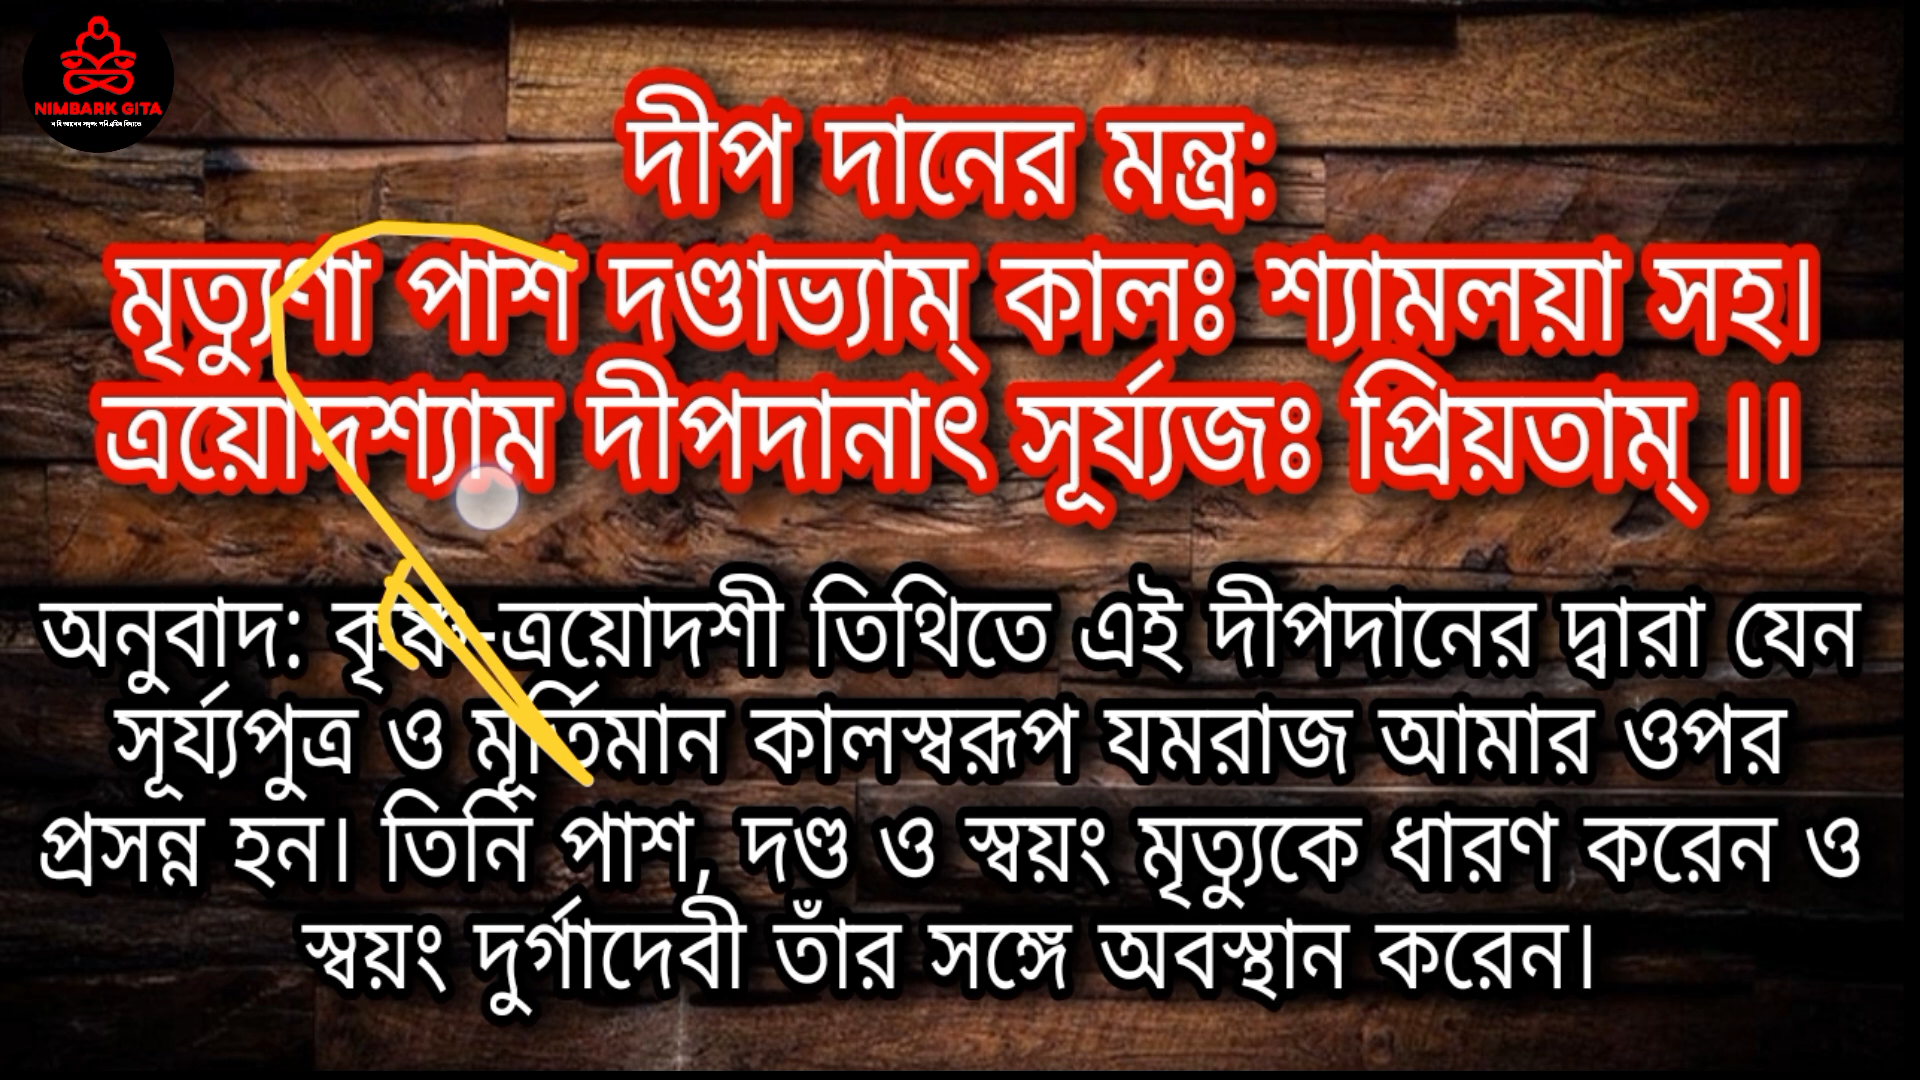 NIMBARK GITA
দীপ দানের মন্ত্র:
মৃত্যুণা পাশ দণ্ডাভ্যাম্ কালঃ শ্যামলয়া সহ।
ত্রয়োদশ্যাম দীপদানাৎ সূর্য্যজঃ প্রিয়তাম্ ।।
অনুবাদ: কৃষ্ণ-ত্রয়োদশী তিথিতে এই দীপদানের দ্বারা যেন
সূর্য্যপুত্র ও মূর্তিমান কালস্বরূপ যমরাজ আমার ওপর
প্রসন্ন হন। তিনি পাশ, দণ্ড ও স্বয়ং মৃত্যুকে ধারণ করেন ও
স্বয়ং দুর্গাদেবী তাঁর সঙ্গে অবস্থান করেন।